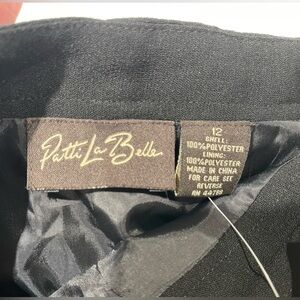 Patti La Belle
12
SHELL:
100%POLYESTER
LINING:
100%POLYESTER
MADE IN CHINA
FOR CARE SEE
REVERSE
RN 44789